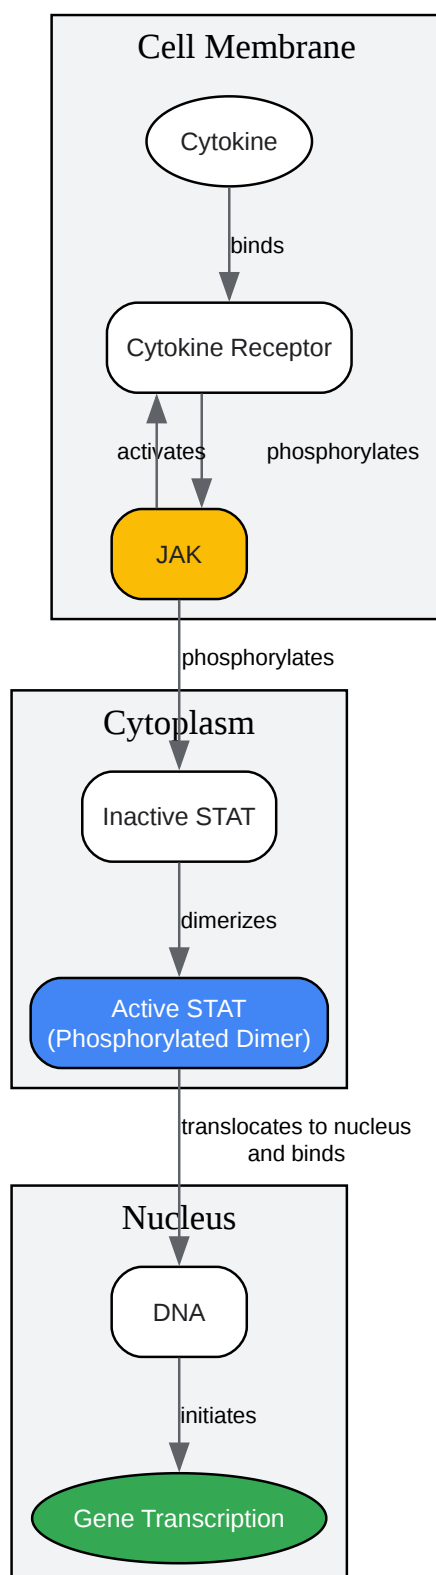 Cell Membrane
Cytokine
binds
Cytokine Receptor
activates
phosphorylates
JAK
phosphorylates
Cytoplasm
Inactive STAT
dimerizes
Active STAT
(Phosphorylated Dimer)
translocates to nucleus
and binds
Nucleus
DNA
initiates
Gene Transcription